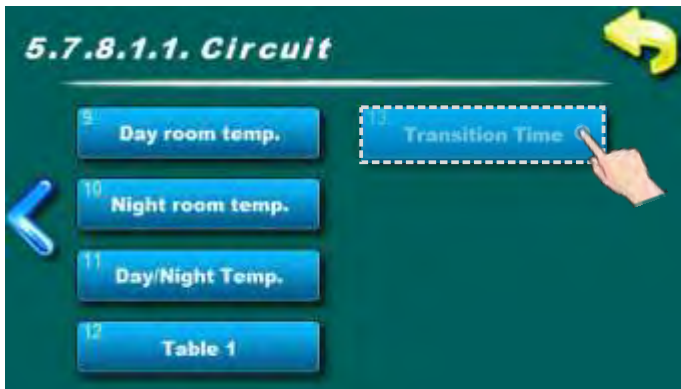 5.7.8.1.1. Circuit
9
Day room temp.
10
Night room temp.
11
Day/Night Temp.
12
Table 1
13
Transition Time